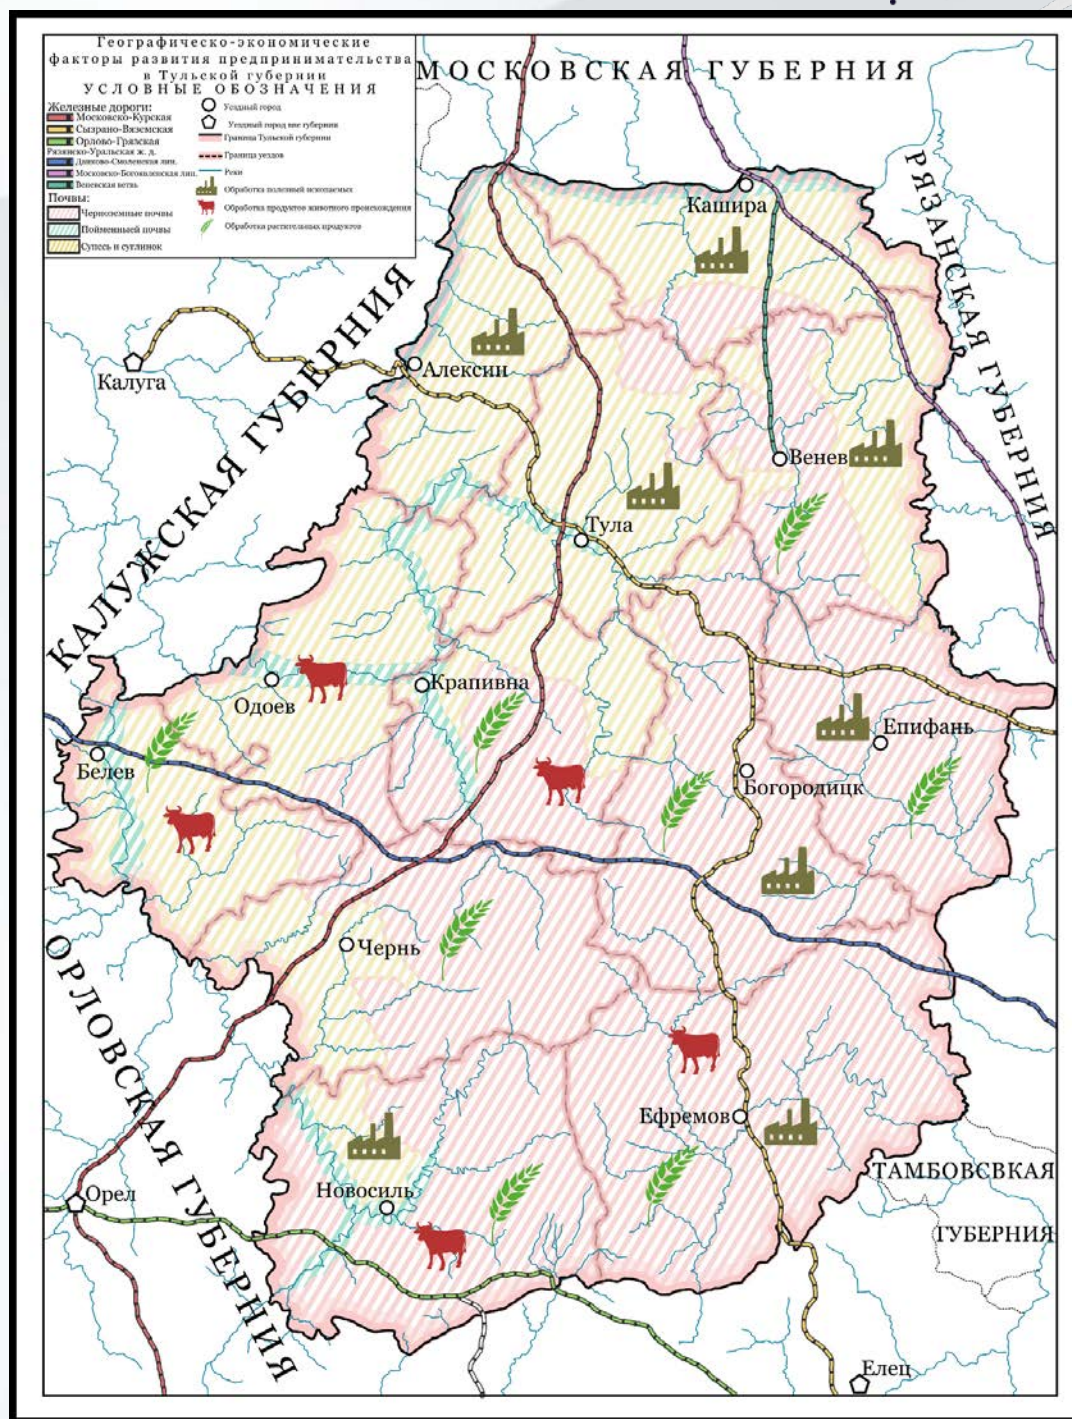 Географическо-экономические
факторы развития предпринимательства
в Тульской губернии
УСЛОВНЫЕ ОБОЗНАЧЕНИЯ
Железные дороги:
Московско-Курская
Сызрано-Вяземская
Орлово-Грязская
Рязанско-Уральская ж. д.
Данково-Смоленская лин.
Московско-Богоявленская лин.
Веневская ветвь
Почвы:
Черноземные почвы
Пойменныей почвы
Супесь и суглинок
Уездный город
Уездный город вне губернии
Граница Тульской губернии
Граница уездов
Реки
Обработка полезный ископаемых
Обработка продуктов животного происхождения
Обработка растительных продуктов
МОСКОВСКАЯ ГУБЕРНИЯ
РЯЗАНСКАЯ ГУБЕРНИЯ
КАЛУЖСКАЯ ГУБЕРНИЯ
Кашира
Калуга
Алексин
Венев
Тула
Одоев
Крапивна
Белев
Епифань
Богородицк
Чернь
ОРЛОВСКАЯ ГУБЕРНИЯ
Ефремов
ТАМБОВСВКАЯ
ГУБЕРНИЯ
Орел
Новосиль
Елец